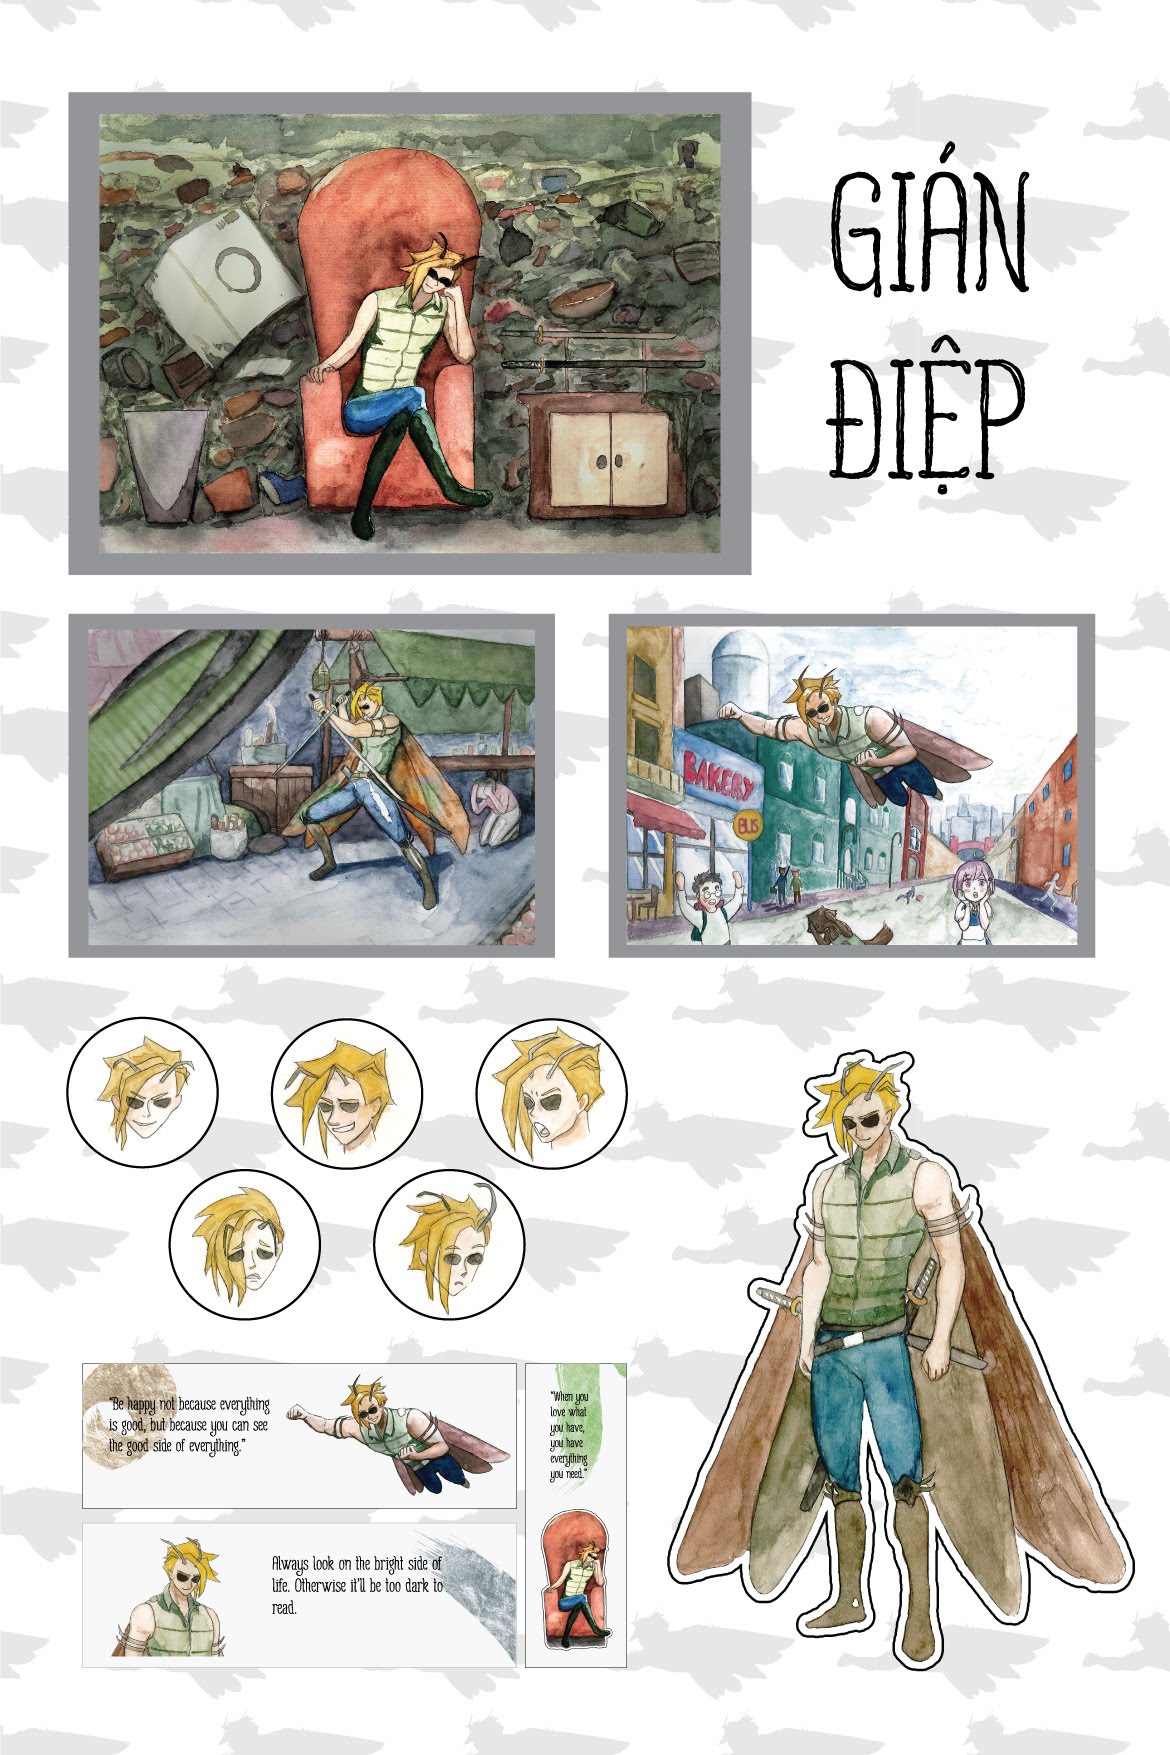 GIÁN
ĐIỆP
BAKERY
BUS
"Be happy not because everything
is good, but because you can see
the good side of everything."
"When you
love what
you have,
you have
everything
you need."
Always look on the bright side of
life. Otherwise it'll be too dark to
read.